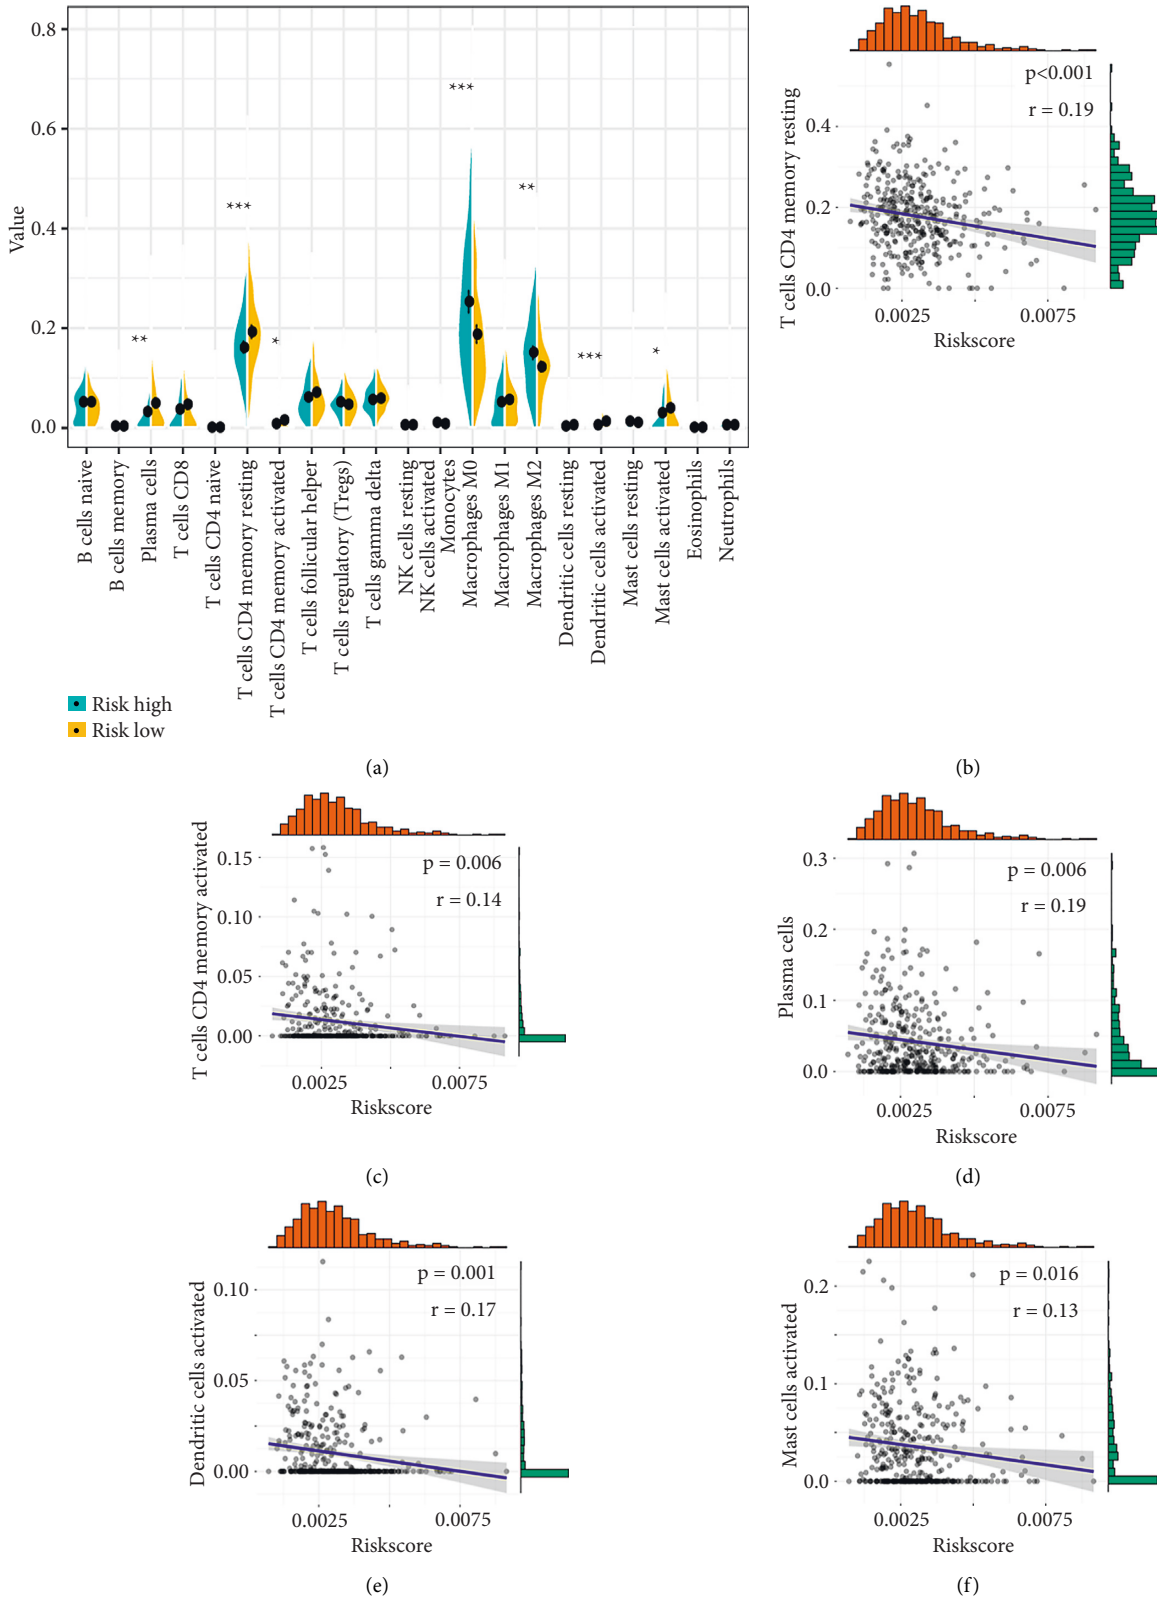 0.8
0.6
0.4
0.2
0.0
Value
***
**
***
**
*
***
*
B cells naive
B cells memory
Plasma cells
T cells CD8
T cells CD4 naive
T cells CD4 memory resting
T cells CD4 memory activated
T cells follicular helper
T cells regulatory (Tregs)
T cells gamma delta
NK cells resting
NK cells activated
Monocytes
Macrophages M0
Macrophages M1
Macrophages M2
Dendritic cells resting
Dendritic cells activated
Mast cells resting
Mast cells activated
Eosinophils
Neutrophils
Risk high
Risk low
(a)
p<0.001
r = 0.19
T cells CD4 memory resting
0.4
0.2
0.0
0.0025 0.0075
Riskscore
(b)
p = 0.006
r = 0.14
T cells CD4 memory activated
0.15
0.10
0.05
0.00
0.0025 0.0075
Riskscore
(c)
p = 0.006
r = 0.19
Plasma cells
0.3
0.2
0.1
0.0
0.0025 0.0075
Riskscore
(d)
p = 0.001
r = 0.17
Dendritic cells activated
0.10
0.05
0.00
0.0025 0.0075
Riskscore
(e)
p = 0.016
r = 0.13
Mast cells activated
0.2
0.1
0.0
0.0025 0.0075
Riskscore
(f)